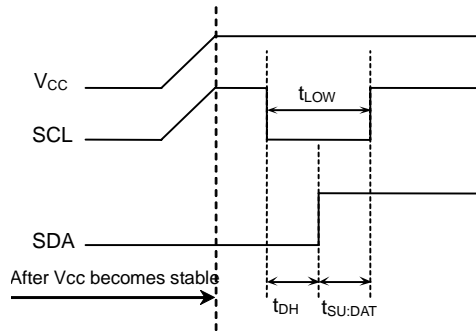 VCC
tLOW
SCL
SDA
After Vcc becomes stable
tDH
tSU:DAT